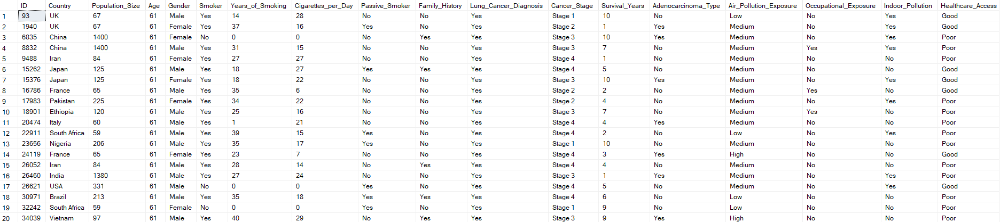 ID Country Population_Size Age Gender Smoker Years_of_Smoking Cigarettes_per_Day Passive_Smoker Family_History Lung_Cancer_Diagnosis Cancer_Stage Survival_Years Adenocarcinoma_Type Air_Pollution_Exposure Occupational_Exposure Indoor_Pollution Healthcare_Access
1 93 UK 67 61 Male Yes 14 28 No No Yes Stage 1 10 No Low No Yes Good
2 1940 UK 67 61 Female Yes 37 16 Yes No Yes Stage 2 1 Yes Medium No Yes Good
3 6835 China 1400 61 Female No 0 0 No Yes Yes Stage 3 10 Yes Medium No Yes Poor
4 8832 China 1400 61 Male Yes 31 15 No No Yes Stage 3 7 No Medium Yes Yes Poor
5 9488 Iran 84 61 Female Yes 27 27 No No Yes Stage 4 1 No Medium No No Poor
6 15262 Japan 125 61 Male Yes 18 27 Yes Yes Yes Stage 4 5 No Medium No No Good
7 15376 Japan 125 61 Female Yes 18 22 No No Yes Stage 3 10 Yes Medium No Yes Good
8 16786 France 65 61 Male Yes 35 6 No No Yes Stage 2 2 No Medium Yes No Good
9 17983 Pakistan 225 61 Female Yes 34 22 No No Yes Stage 2 4 No Medium No Yes Poor
10 18901 Ethiopia 120 61 Male Yes 25 16 No No Yes Stage 3 7 No Medium Yes No Poor
11 20474 Italy 60 61 Male Yes 1 21 No No Yes Stage 4 4 Yes Medium No No Poor
12 22911 South Africa 59 61 Male Yes 39 15 Yes No Yes Stage 4 2 No Low No Yes Poor
13 23656 Nigeria 206 61 Male Yes 35 17 Yes No Yes Stage 1 10 No Medium No No Poor
14 24119 France 65 61 Female Yes 23 7 No No Yes Stage 4 3 Yes High No No Good
15 26052 Iran 84 61 Male Yes 28 14 No Yes Yes Stage 4 4 No Medium No No Poor
16 26460 India 1380 61 Male Yes 27 24 No No Yes Stage 3 1 Yes Medium No Yes Poor
17 26621 USA 331 61 Male No 0 0 Yes No Yes Stage 4 5 No Medium No Yes Good
18 30971 Brazil 213 61 Male Yes 35 18 Yes Yes Yes Stage 4 6 No Low No No Poor
19 32242 South Africa 59 61 Female No 0 0 Yes No Yes Stage 1 9 No Low No No Poor
20 34039 Vietnam 97 61 Male Yes 40 29 No Yes Yes Stage 3 9 Yes High No No Poor